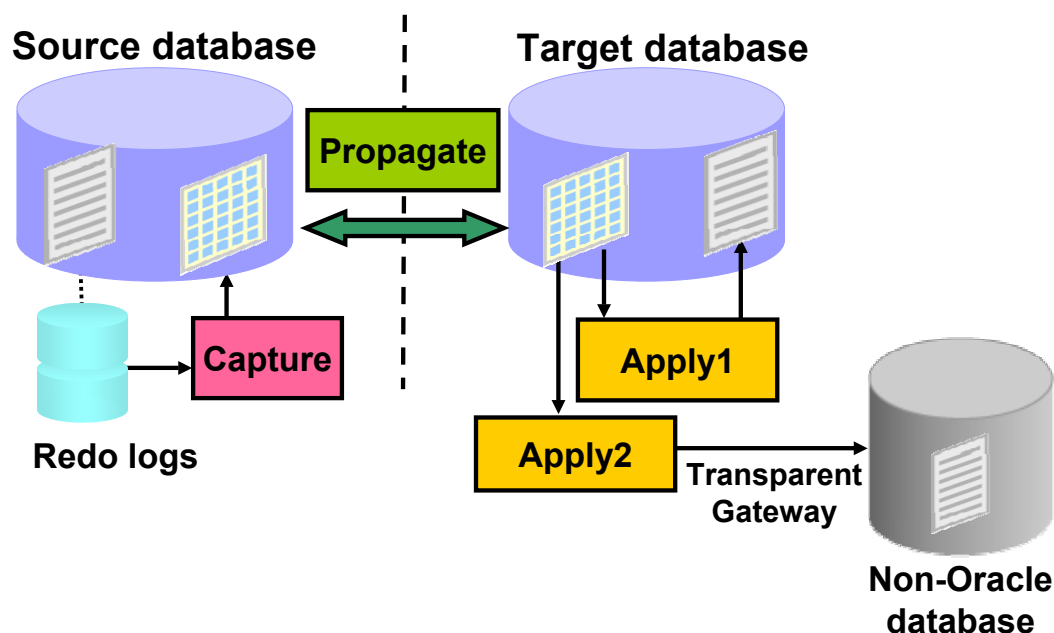 Source database
Target database
Propagate
Capture
Apply1
Redo logs
Apply2
Transparent
Gateway
Non-Oracle
database